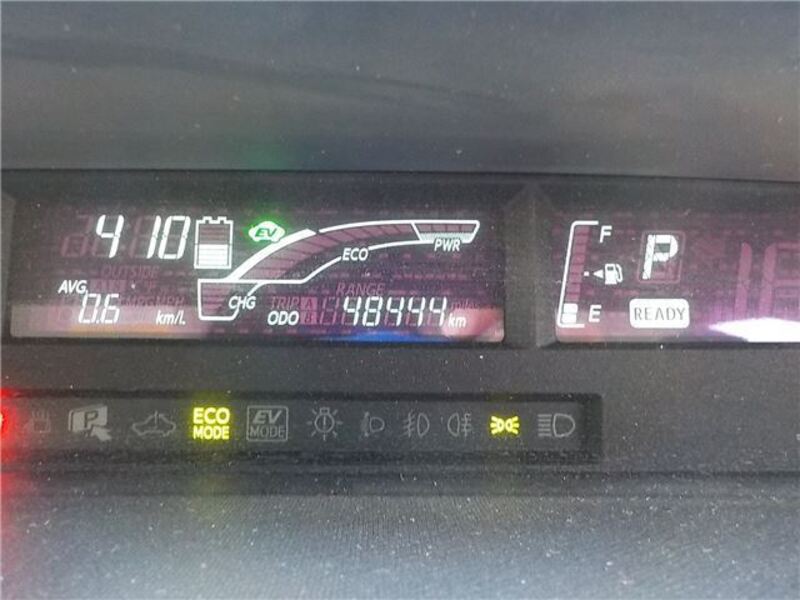 410
EV
F
P
ECO
PWR
OUTSIDE
AVG
RANGE
CHG
TRIP A
MPGMPH
0.6
km/L
ODO
48444
km
E
READY
P
ECO
MODE
EV
MODE